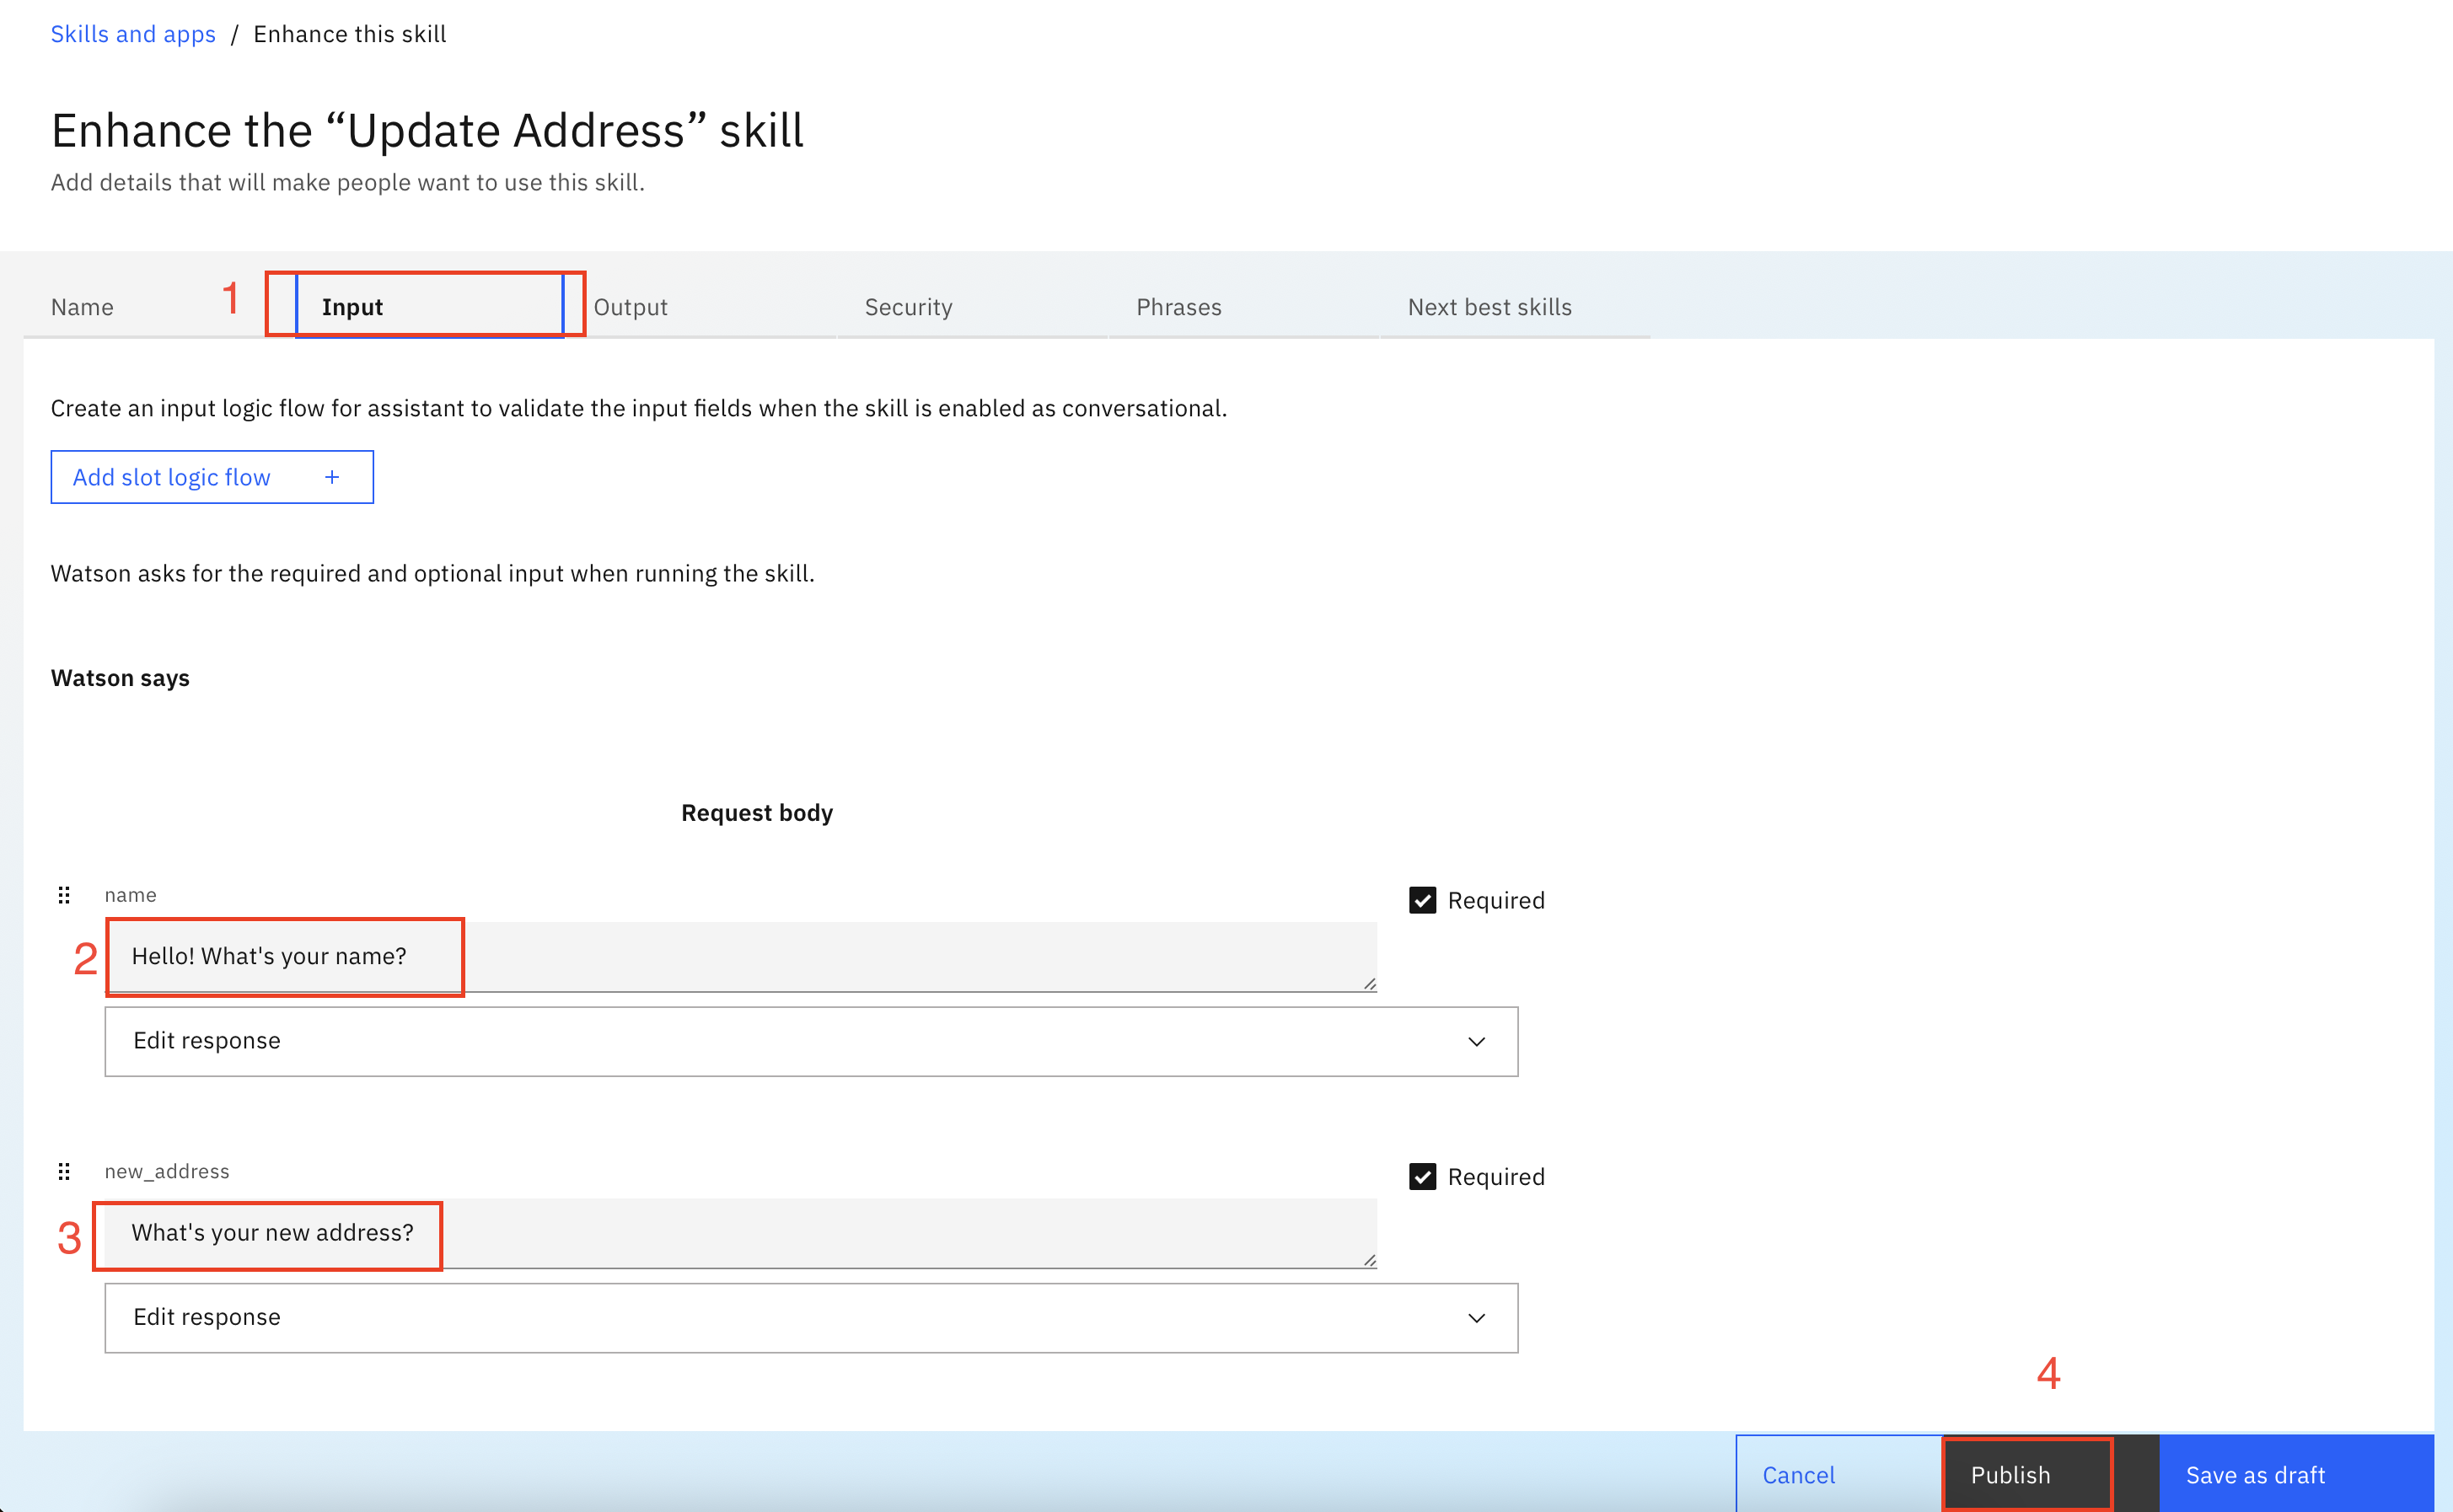 Skills and apps / Enhance this skill
Enhance the “Update Address” skill
Add details that will make people want to use this skill.
Name 1 Input Output Security Phrases Next best skills
Create an input logic flow for assistant to validate the input fields when the skill is enabled as conversational.
Add slot logic flow +
Watson asks for the required and optional input when running the skill.
Watson says
Request body
name Required
2 Hello! What's your name?
Edit response
new_address Required
3 What's your new address?
Edit response
4
Cancel Publish Save as draft